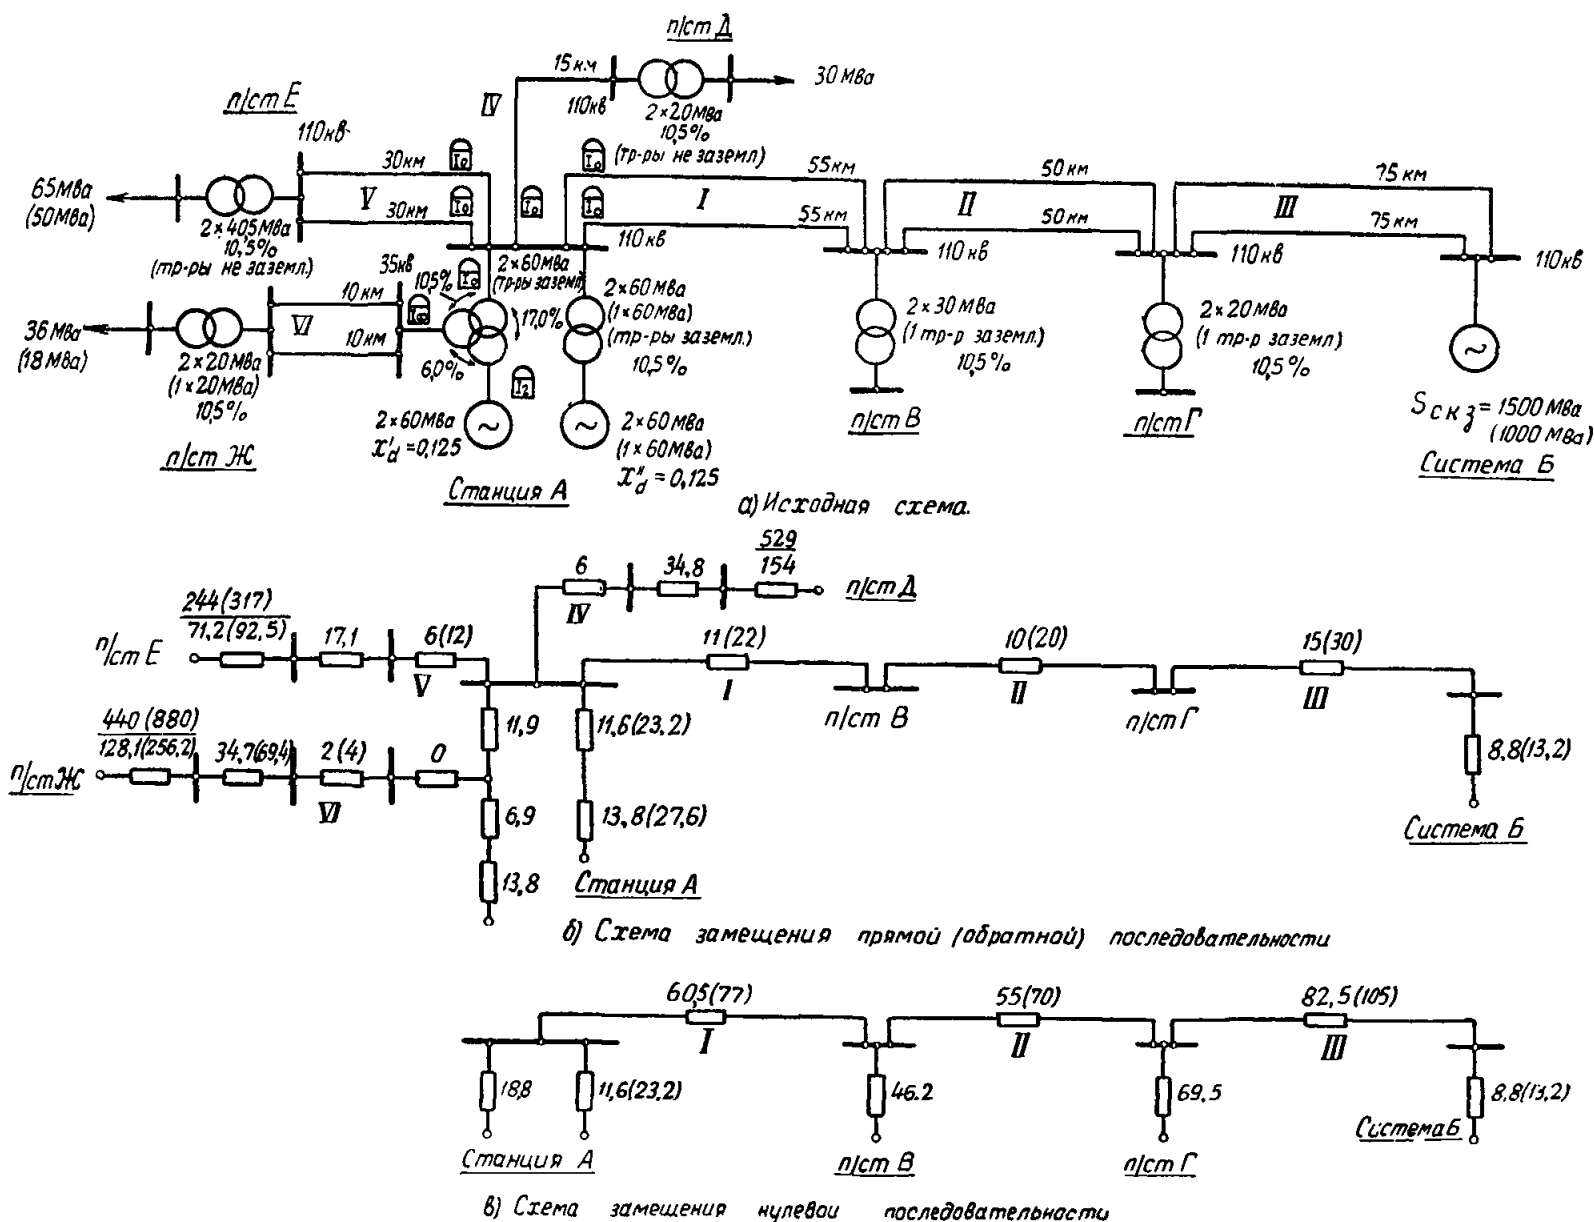 п/ст Д
15 км
30 Мва
IV
110 кв
2×20 Мва
10,5%
(тр-ры не заземл)
п/ст Е
110 кв
30 км
I₀
I₀
55 км
50 км
75 км
65 Мва
(50 Мва)
V
I₀
I₀
I₀
I
II
III
30 км
55 км
50 км
75 км
2×40,5 Мва
10,5%
(тр-ры не заземл.)
110 кв
110 кв
110 кв
110 кв
35 кв
10,5%
I₀
2×60 Мва
(тр-ры заземл)
10 км
VI
10 км
17,0%
6,0%
2×60 Мва
(1×60 Мва)
(тр-ры заземл.)
10,5%
2×30 Мва
(1 тр-р заземл.)
10,5%
2×20 Мва
(1 тр-р заземл)
10,5%
36 Мва
(18 Мва)
2×20 Мва
(1×20 Мва)
10,5%
I₂
п/ст Ж
2×60 Мва
X'd = 0,125
2×60 Мва
(1×60 Мва)
X"d = 0,125
п/ст В
п/ст Г
Sскз = 1500 Мва
(1000 Мва)
Система Б
Станция А
а) Исходная схема.
529
154
6
34,8
п/ст Д
IV
244 (317)
71,2 (92,5)
17,1
6(12)
11(22)
10(20)
15(30)
п/ст Е
V
I
II
III
п/ст В
п/ст Г
440 (880)
128,1(256,2)
34,7(69,4)
2(4)
0
11,9
11,6(23,2)
8,8(13,2)
п/ст Ж
VI
6,9
13,8(27,6)
Система Б
13,8
Станция А
б) Схема замещения прямой (обратной) последовательности
60,5(77)
55(70)
82,5(105)
I
II
III
18,8
11,6(23,2)
46.2
69,5
8,8(13,2)
Станция А
п/ст В
п/ст Г
Система Б
в) Схема замещения нулевой последовательности